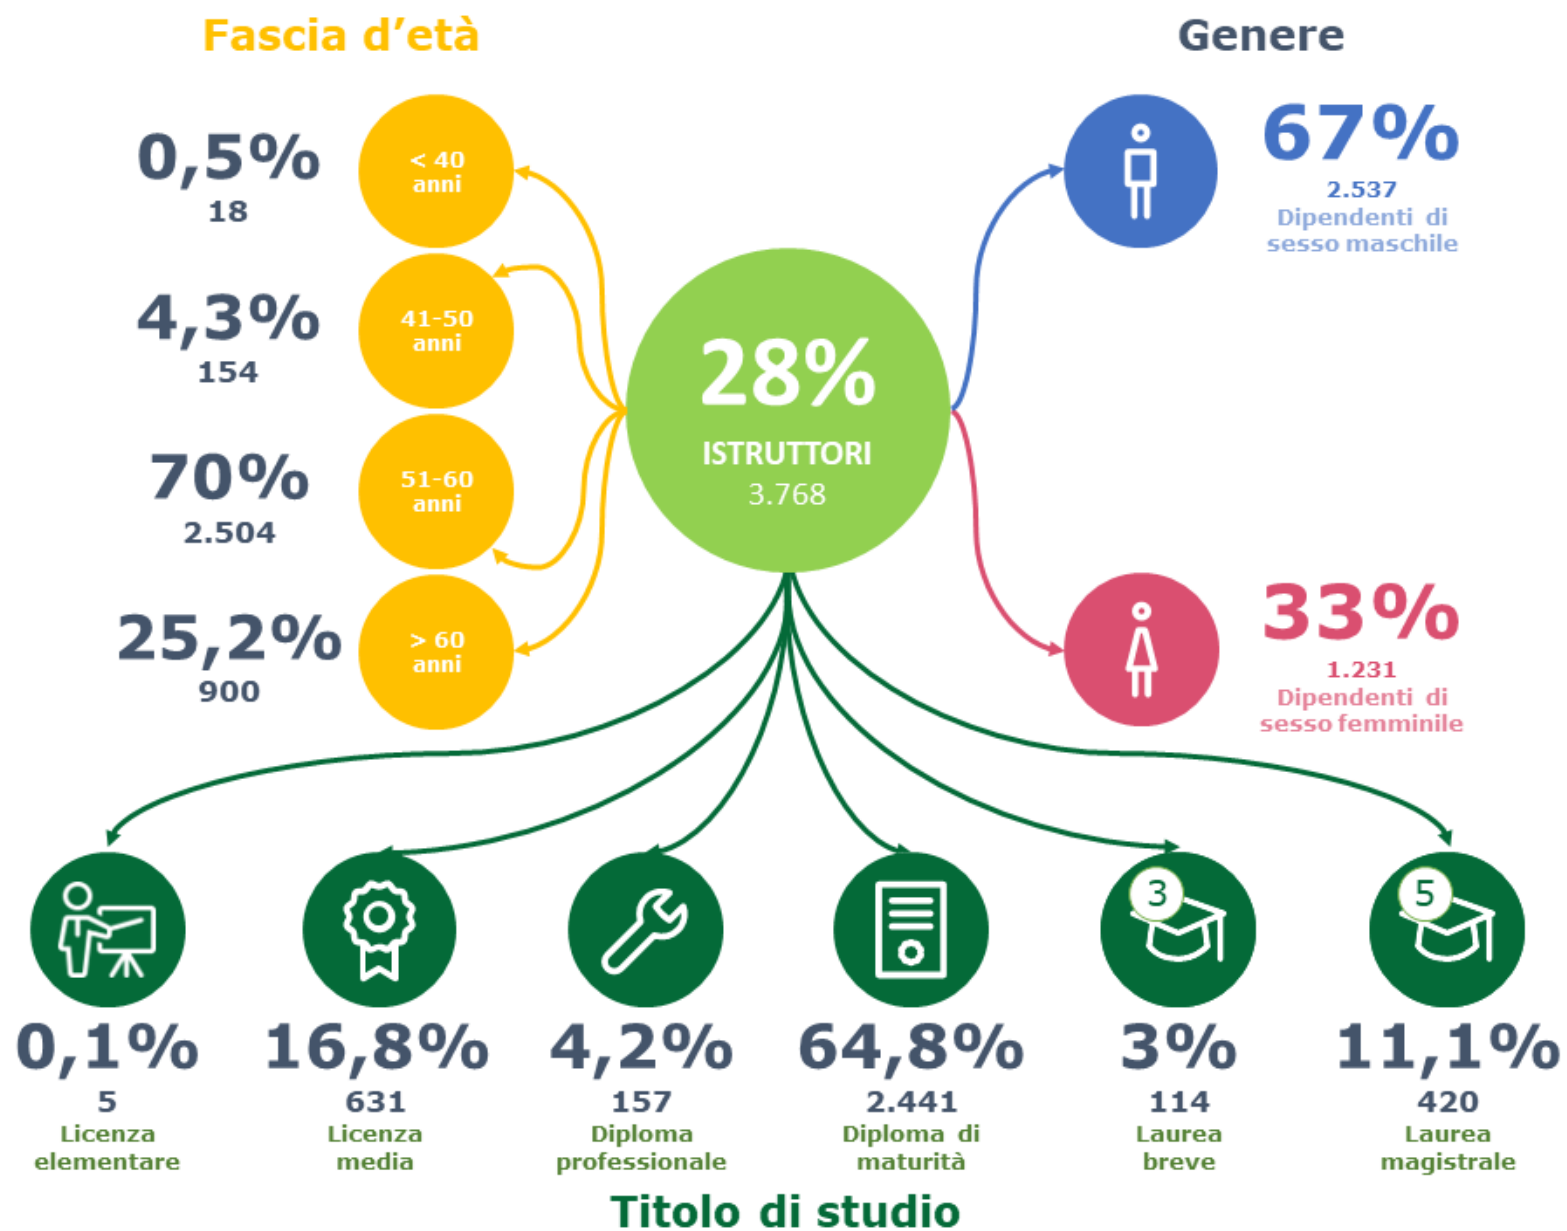 Fascia d’età
Genere
0,5%
18
< 40
anni
4,3%
154
41-50
anni
70%
2.504
51-60
anni
25,2%
900
> 60
anni
28%
ISTRUTTORI
3.768
67%
2.537
Dipendenti di
sesso maschile
33%
1.231
Dipendenti di
sesso femminile
0,1%
5
Licenza
elementare
16,8%
631
Licenza
media
4,2%
157
Diploma
professionale
64,8%
2.441
Diploma di
maturità
3
3%
114
Laurea
breve
5
11,1%
420
Laurea
magistrale
Titolo di studio